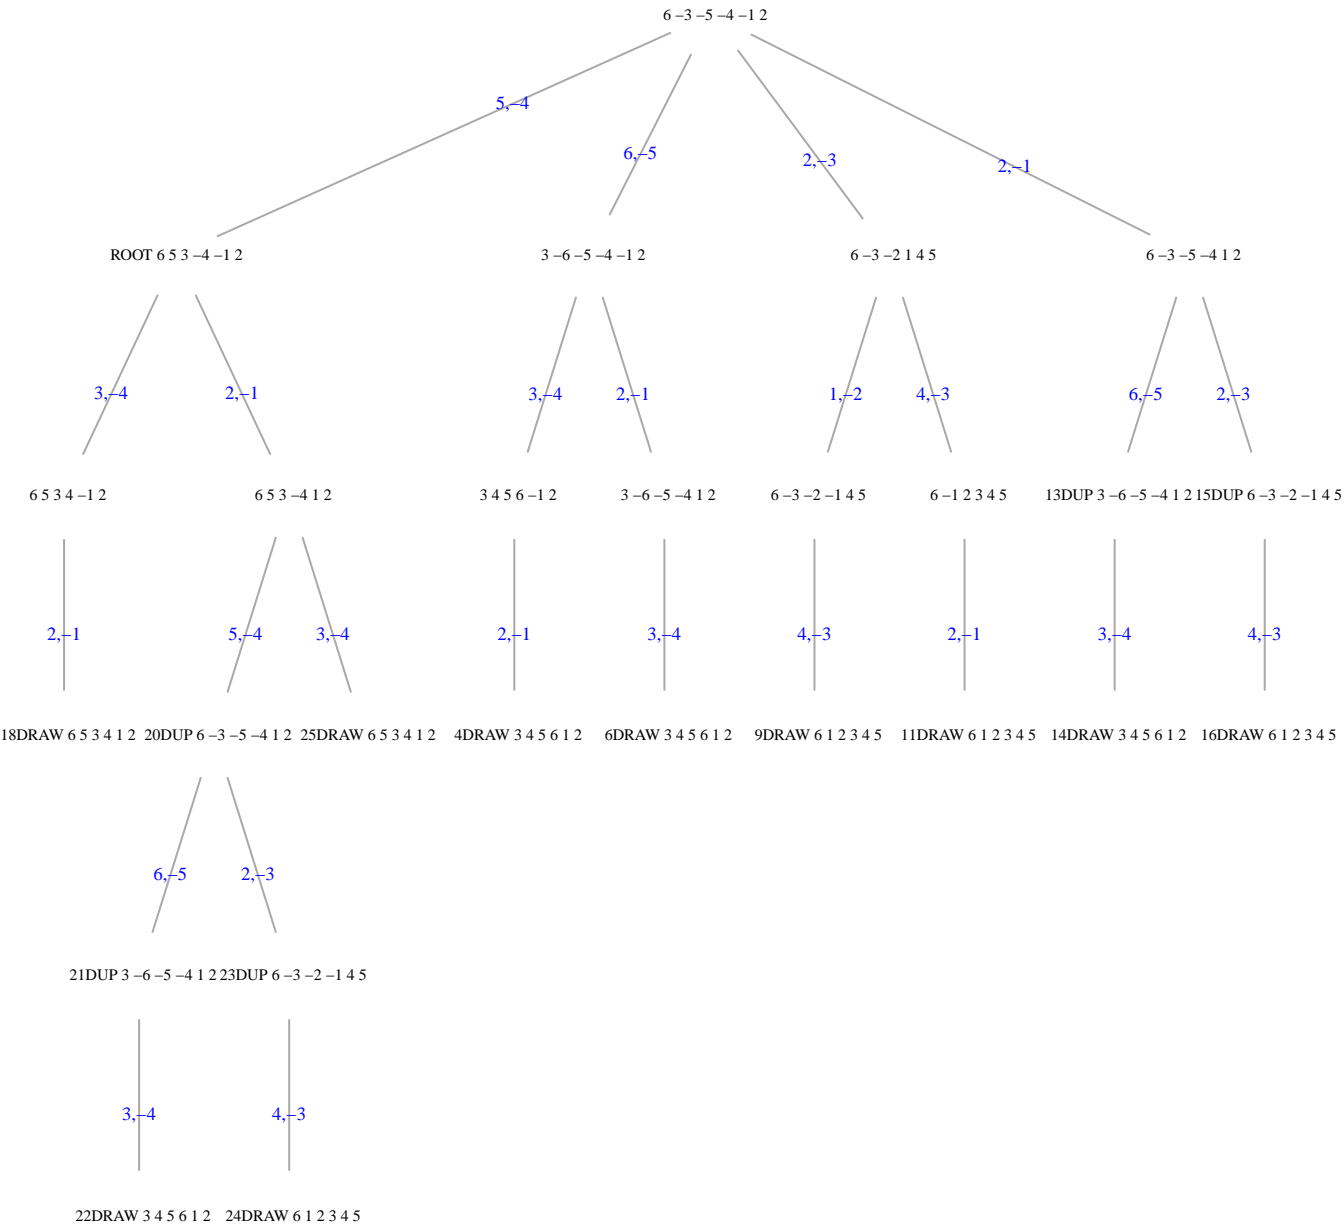 6 –3 –5 –4 –1 2
5,–4
6,–5
2,–3
2,–1
ROOT 6 5 3 –4 –1 2
3 –6 –5 –4 –1 2
6 –3 –2 1 4 5
6 –3 –5 –4 1 2
3,–4
2,–1
3,–4
2,–1
1,–2
4,–3
6,–5
2,–3
6 5 3 4 –1 2
6 5 3 –4 1 2
3 4 5 6 –1 2
3 –6 –5 –4 1 2
6 –3 –2 –1 4 5
6 –1 2 3 4 5
13DUP 3 –6 –5 –4 1 2
15DUP 6 –3 –2 –1 4 5
2,–1
5,–4
3,–4
2,–1
3,–4
4,–3
2,–1
3,–4
4,–3
18DRAW 6 5 3 4 1 2
20DUP 6 –3 –5 –4 1 2
25DRAW 6 5 3 4 1 2
4DRAW 3 4 5 6 1 2
6DRAW 3 4 5 6 1 2
9DRAW 6 1 2 3 4 5
11DRAW 6 1 2 3 4 5
14DRAW 3 4 5 6 1 2
16DRAW 6 1 2 3 4 5
6,–5
2,–3
21DUP 3 –6 –5 –4 1 2
23DUP 6 –3 –2 –1 4 5
3,–4
4,–3
22DRAW 3 4 5 6 1 2
24DRAW 6 1 2 3 4 5